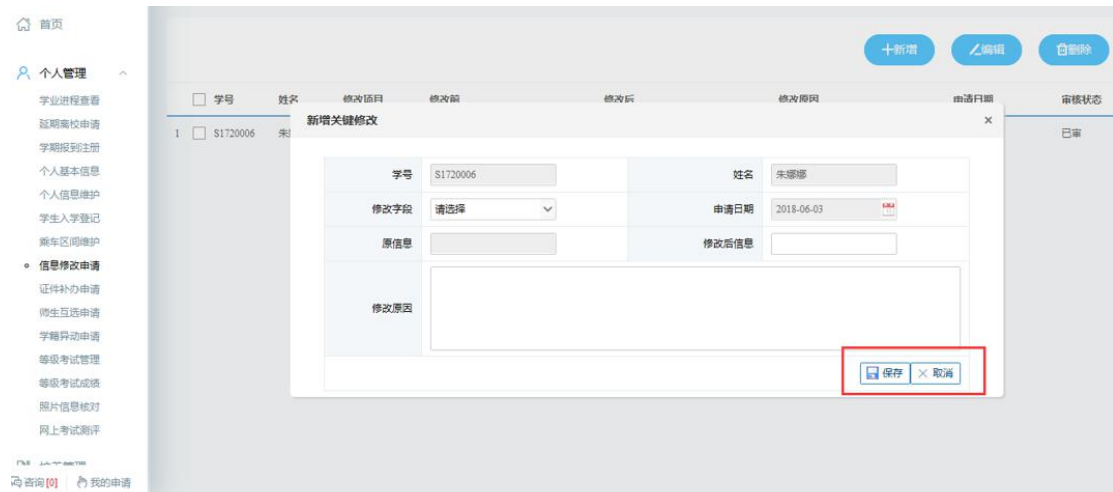 首页
个人管理
学业进程查看
延期离校申请
学期报到注册
个人基本信息
个人信息维护
学生入学登记
乘车区间维护
信息修改申请
证件补办申请
师生互选申请
学籍异动申请
等级考试管理
等级考试成绩
照片信息核对
网上考试测评
咨询[0] 我的申请
新增 编辑 删除
学号 姓名 修改项目 修改前 修改后 修改原因 申请日期 审核状态
1 S1720006 已审
新增关键修改
学号 S1720006 姓名 朱娜娜
修改字段 请选择 申请日期 2018-06-03
原信息 修改后信息
修改原因
保存 取消